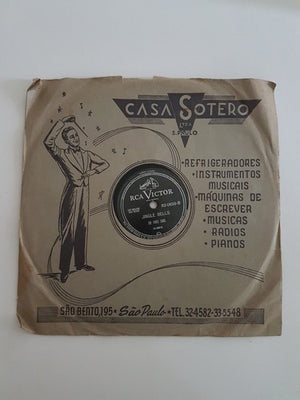 CASA SOTERO
LTDA
S. PAULO
•REFRIGERADORES
•INSTRUMENTOS
MUSICAIS
•MÁQUINAS DE
ESCREVER
•MUSICAS
•RADIOS
•PIANOS
RCA VICTOR
JINGLE BELLS
SÃO BENTO, 195 • São Paulo • TEL. 32-4582-33-5548